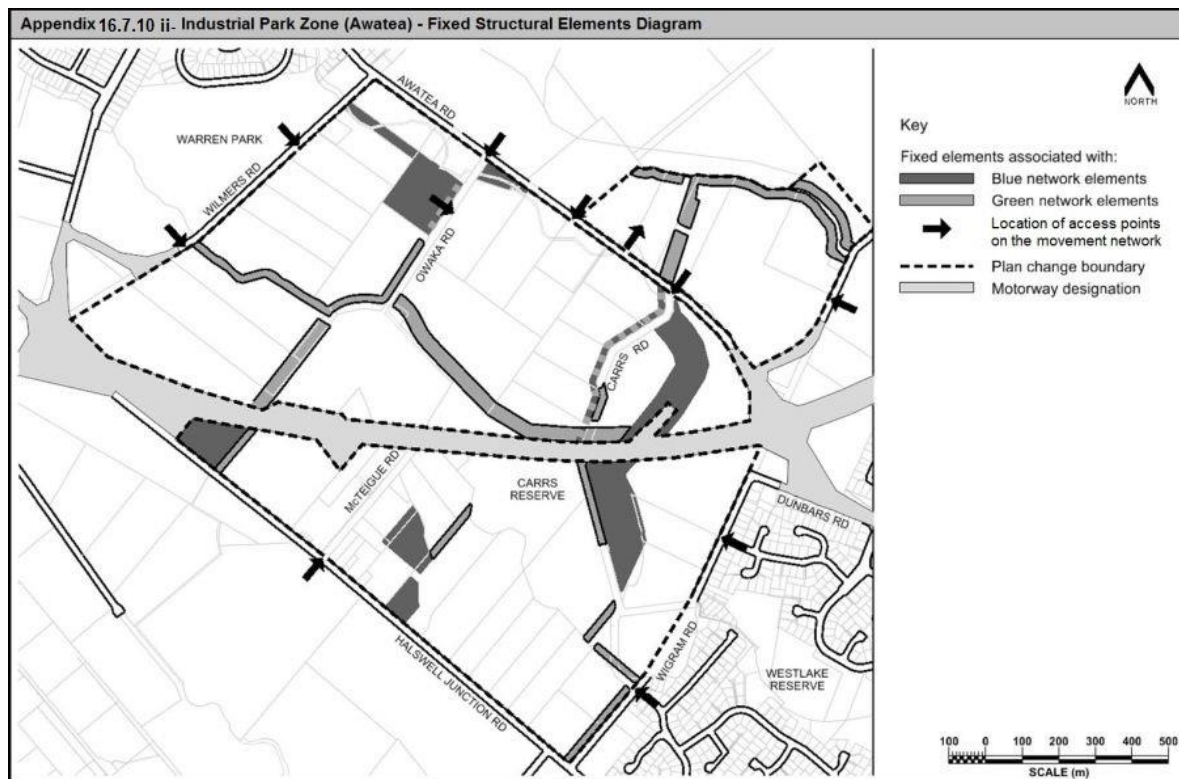 Appendix 16.7.10 ii- Industrial Park Zone (Awatea) - Fixed Structural Elements Diagram
AWATEA RD
WARREN PARK
WILMERS RD
OWAKA RD
CARRS RD
McTEIGUE RD
CARRS
RESERVE
DUNBARS RD
HALSWELL JUNCTION RD
WIGRAM RD
WESTLAKE
RESERVE
NORTH
Key
Fixed elements associated with:
Blue network elements
Green network elements
Location of access points
on the movement network
Plan change boundary
Motorway designation
100 0 100 200 300 400 500
SCALE (m)